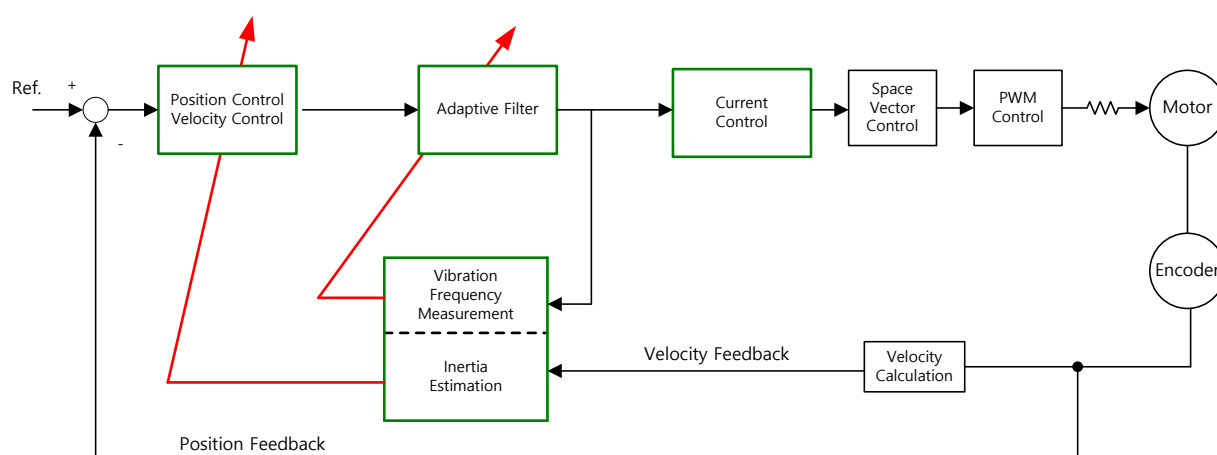 Ref.
+
-
Position Control
Velocity Control
Adaptive Filter
Current
Control
Space
Vector
Control
PWM
Control
Motor
Encoder
Vibration
Frequency
Measurement
Inertia
Estimation
Velocity Feedback
Velocity
Calculation
Position Feedback